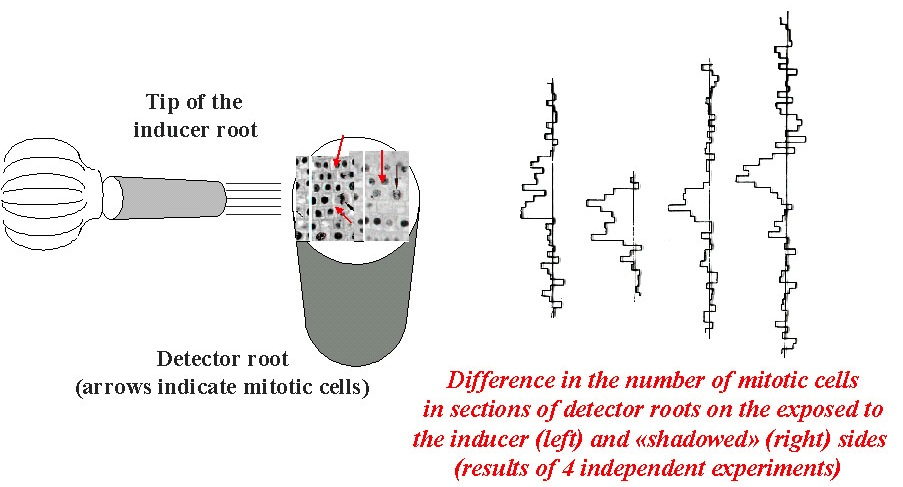 Tip of the
inducer root
Detector root
(arrows indicate mitotic cells)
Difference in the number of mitotic cells
in sections of detector roots on the exposed to
the inducer (left) and «shadowed» (right) sides
(results of 4 independent experiments)